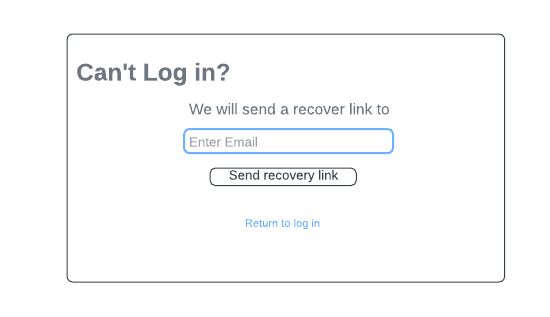 Can't Log in?
We will send a recover link to
Enter Email
Send recovery link
Return to log in